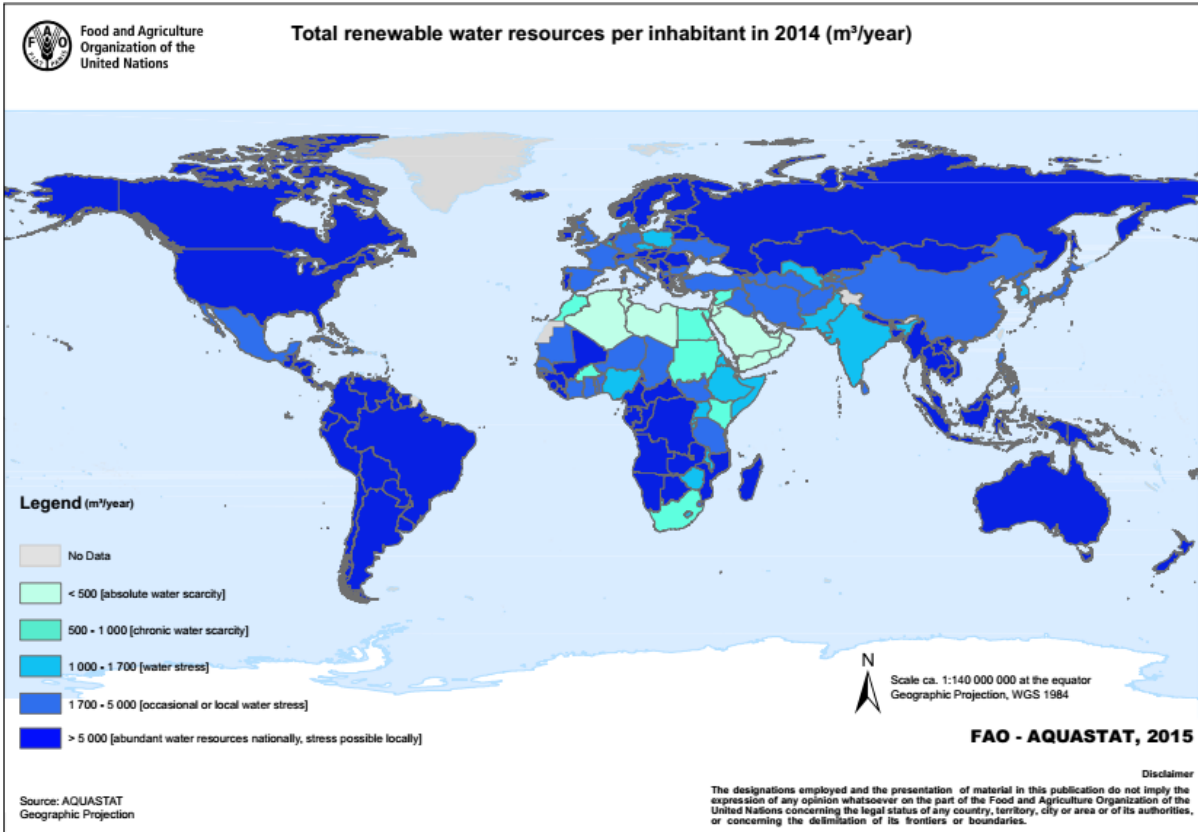 Food and Agriculture
Organization of the
United Nations
FAO
FIAT PANIS
Total renewable water resources per inhabitant in 2014 (m³/year)
Legend (m³/year)
No Data
< 500 [absolute water scarcity]
500 - 1 000 [chronic water scarcity]
1 000 - 1 700 [water stress]
1 700 - 5 000 [occasional or local water stress]
> 5 000 [abundant water resources nationally, stress possible locally]
Source: AQUASTAT
Geographic Projection
N
Scale ca. 1:140 000 000 at the equator
Geographic Projection, WGS 1984
FAO - AQUASTAT, 2015
Disclaimer
The designations employed and the presentation of material in this publication do not imply the
expression of any opinion whatsoever on the part of the Food and Agriculture Organization of the
United Nations concerning the legal status of any country, territory, city or area or of its authorities,
or concerning the delimitation of its frontiers or boundaries.